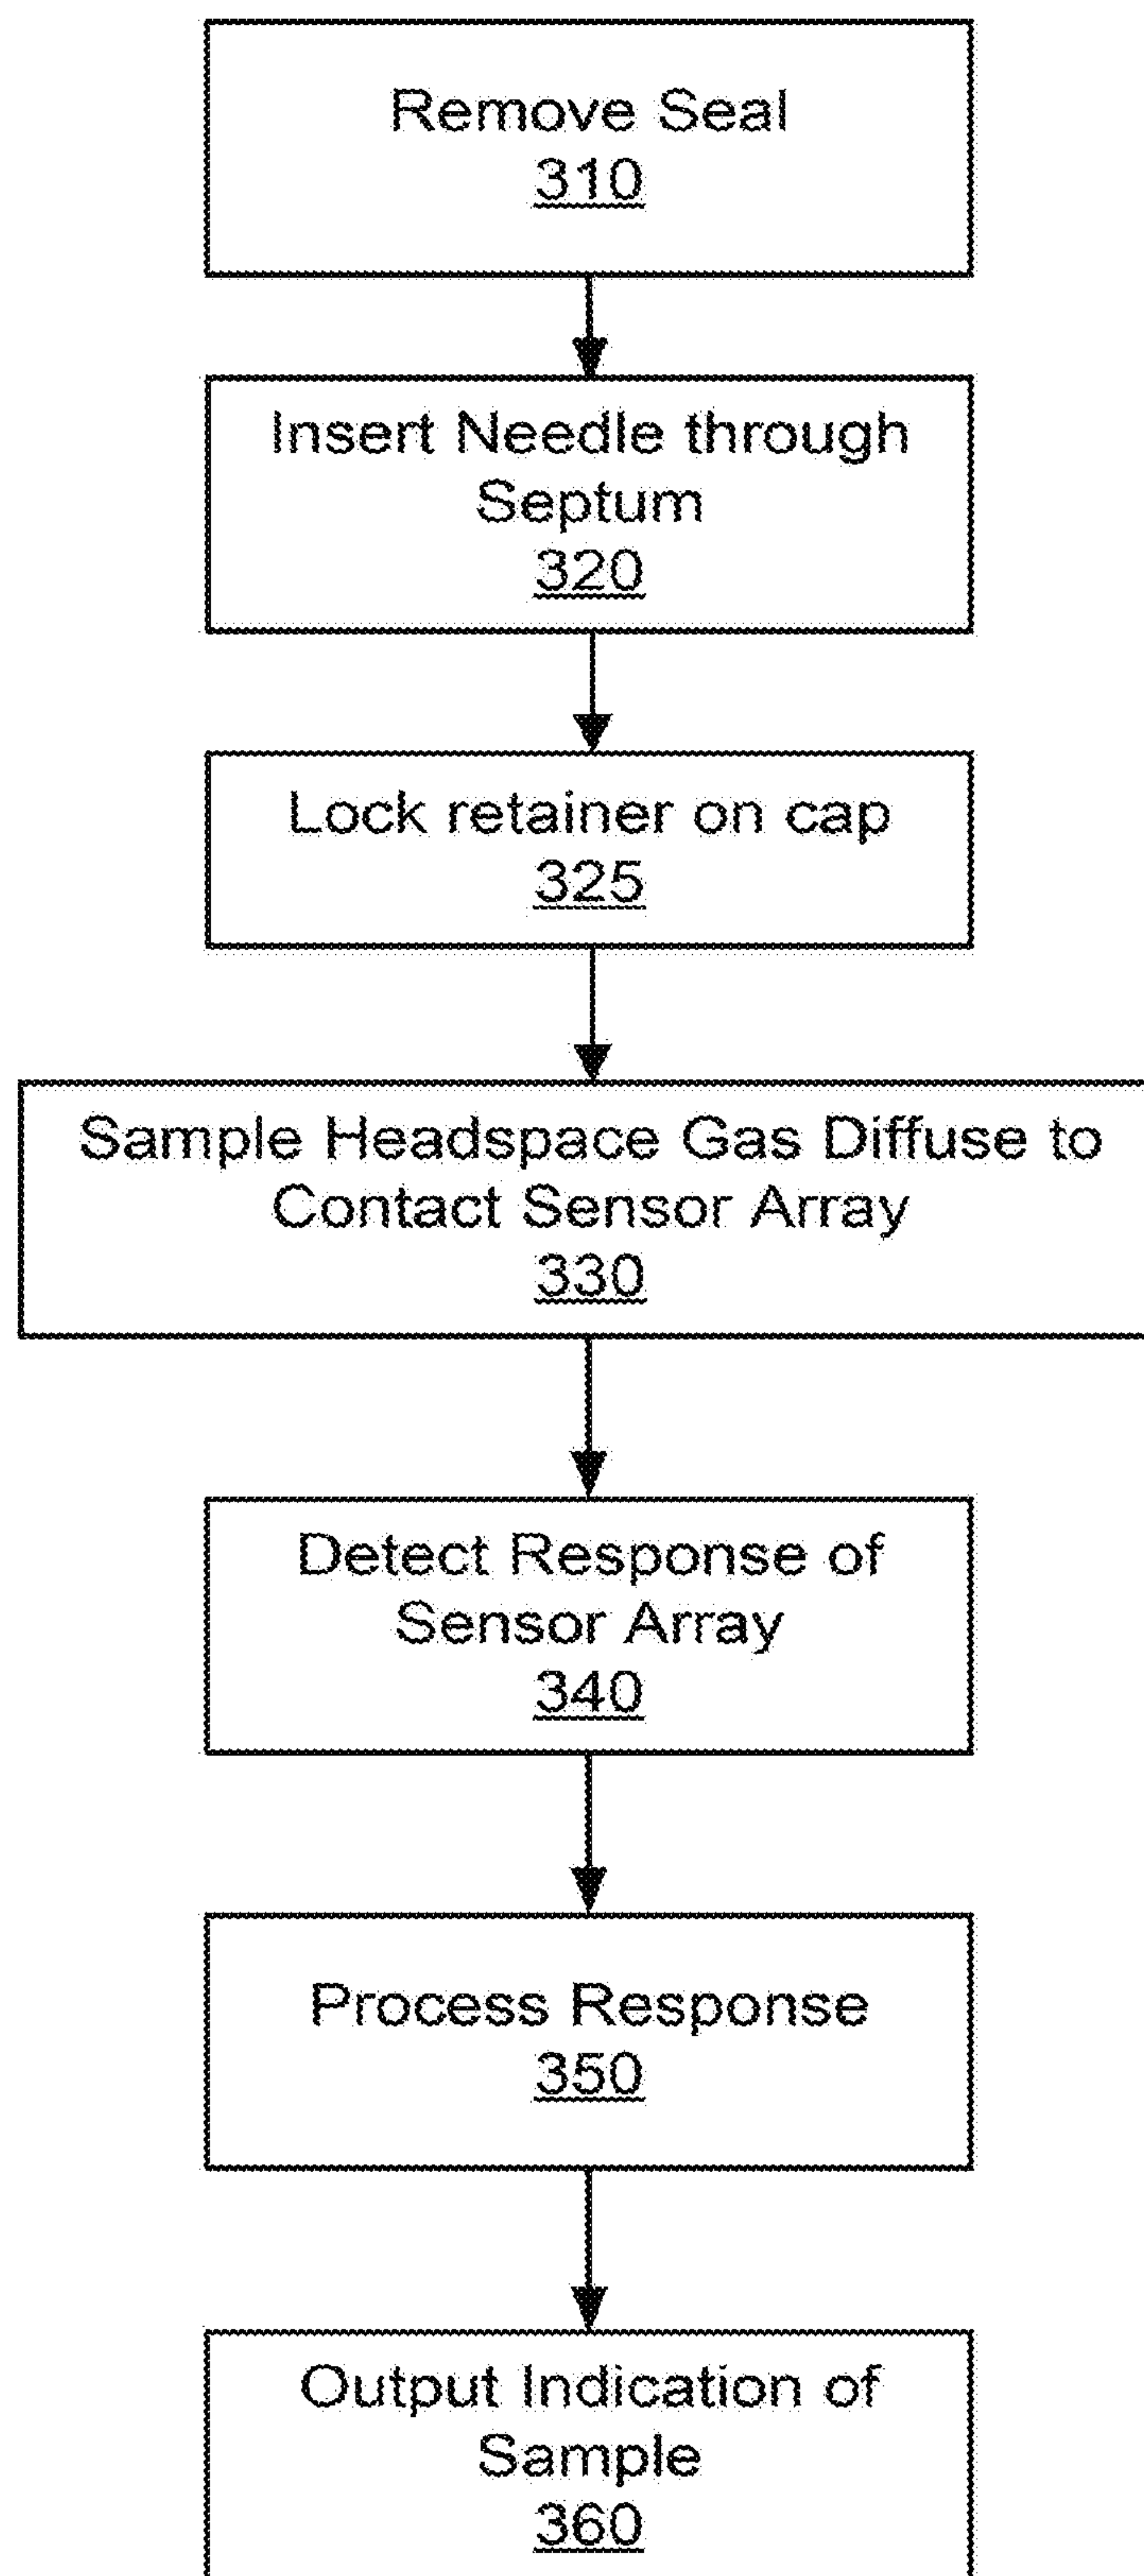 Remove Seal
310
Insert Needle through
Septum
320
Lock retainer on cap
325
Sample Headspace Gas Diffuse to
Contact Sensor Array
330
Detect Response of
Sensor Array
340
Process Response
350
Output Indication of
Sample
360